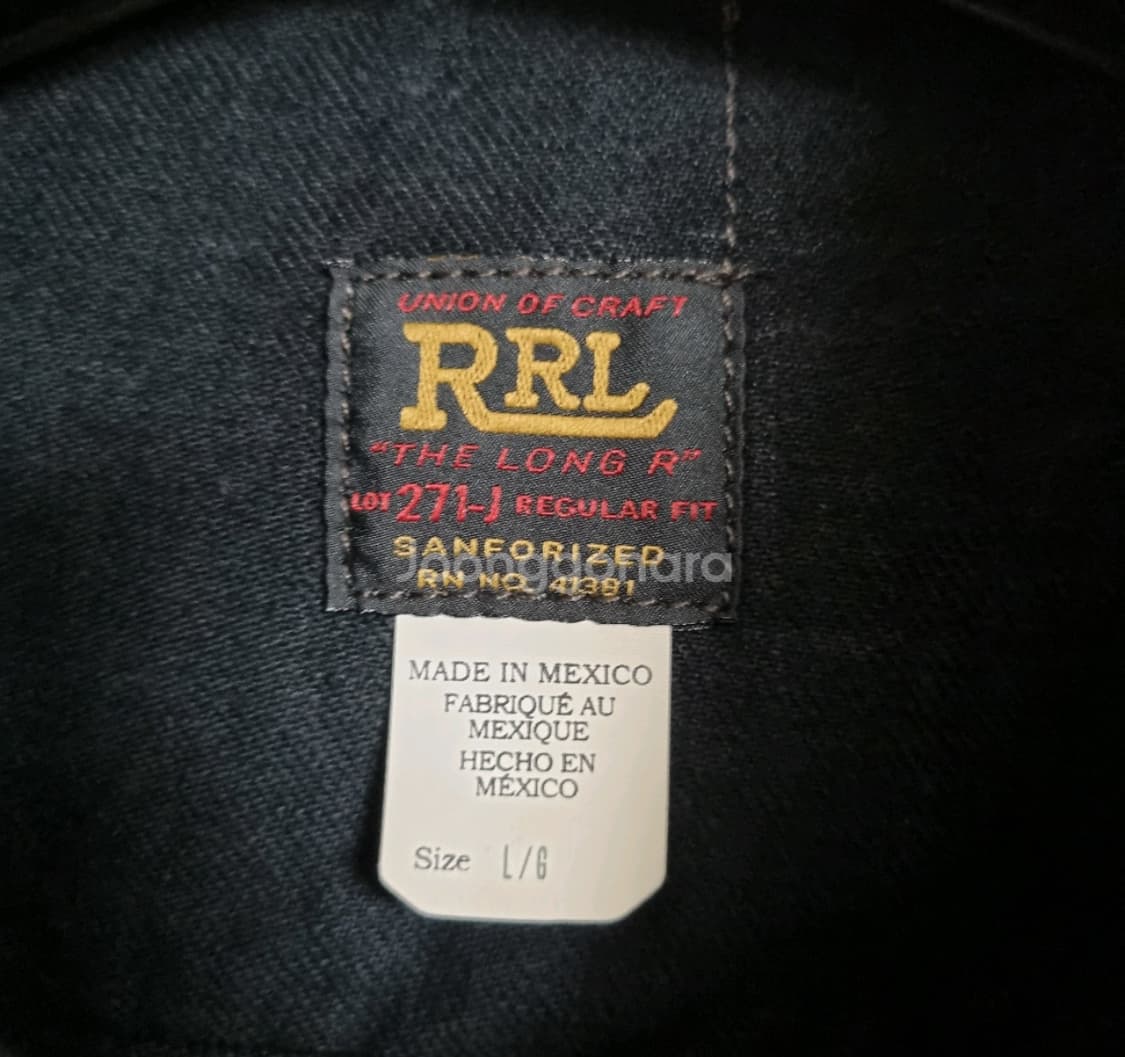 UNION OF CRAFT
RRL
"THE LONG R"
LOT 271-J REGULAR FIT
SANFORIZED
Joonggonara
RN NO. 41381
MADE IN MEXICO
FABRIQUÉ AU
MEXIQUE
HECHO EN
MÉXICO
Size L/G